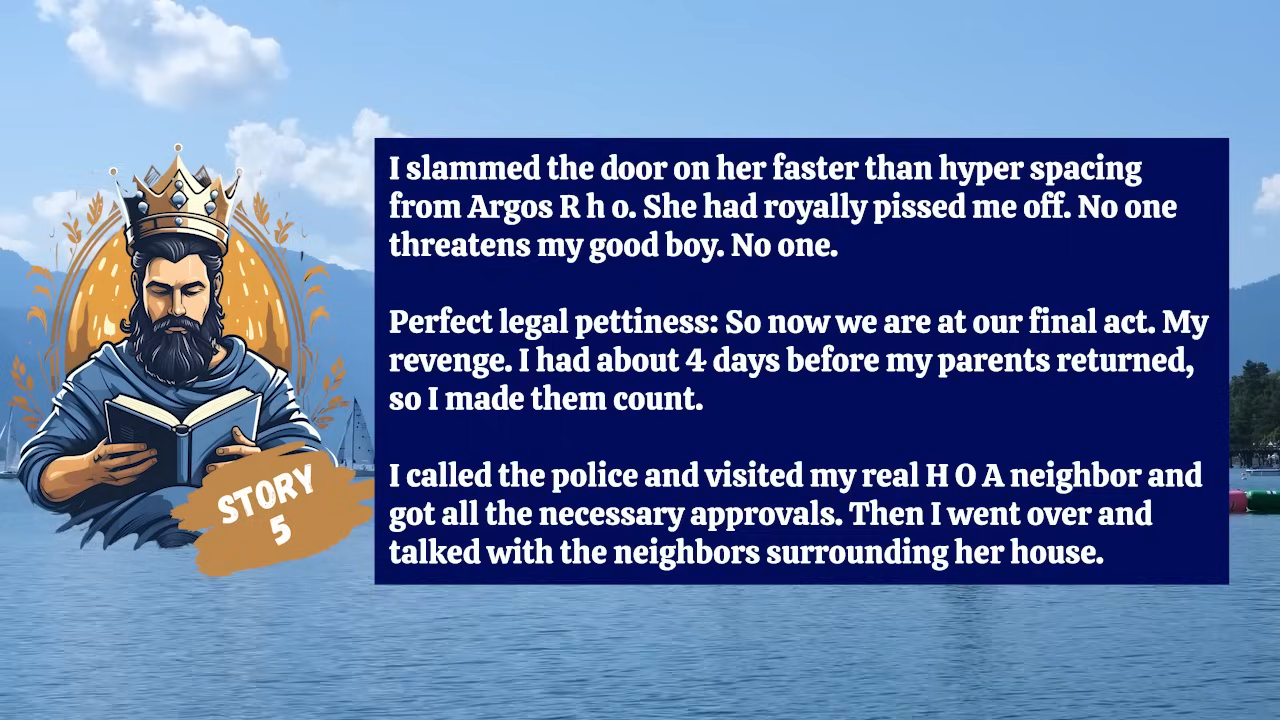 I slammed the door on her faster than hyper spacing
from Argos R h o. She had royally pissed me off. No one
threatens my good boy. No one.
Perfect legal pettiness: So now we are at our final act. My
revenge. I had about 4 days before my parents returned,
so I made them count.
I called the police and visited my real H O A neighbor and
got all the necessary approvals. Then I went over and
talked with the neighbors surrounding her house.
STORY
5